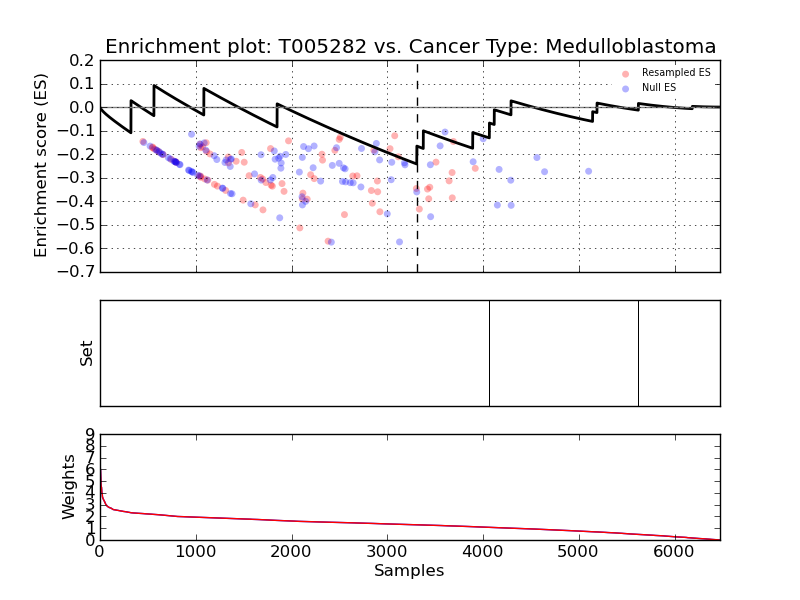 Enrichment plot: T005282 vs. Cancer Type: Medulloblastoma
Resampled ES
Null ES
Enrichment score (ES)
0.2
0.1
0.0
−0.1
−0.2
−0.3
−0.4
−0.5
−0.6
−0.7
Set
Weights
9
8
7
6
5
4
3
2
1
0
0 1000 2000 3000 4000 5000 6000
Samples